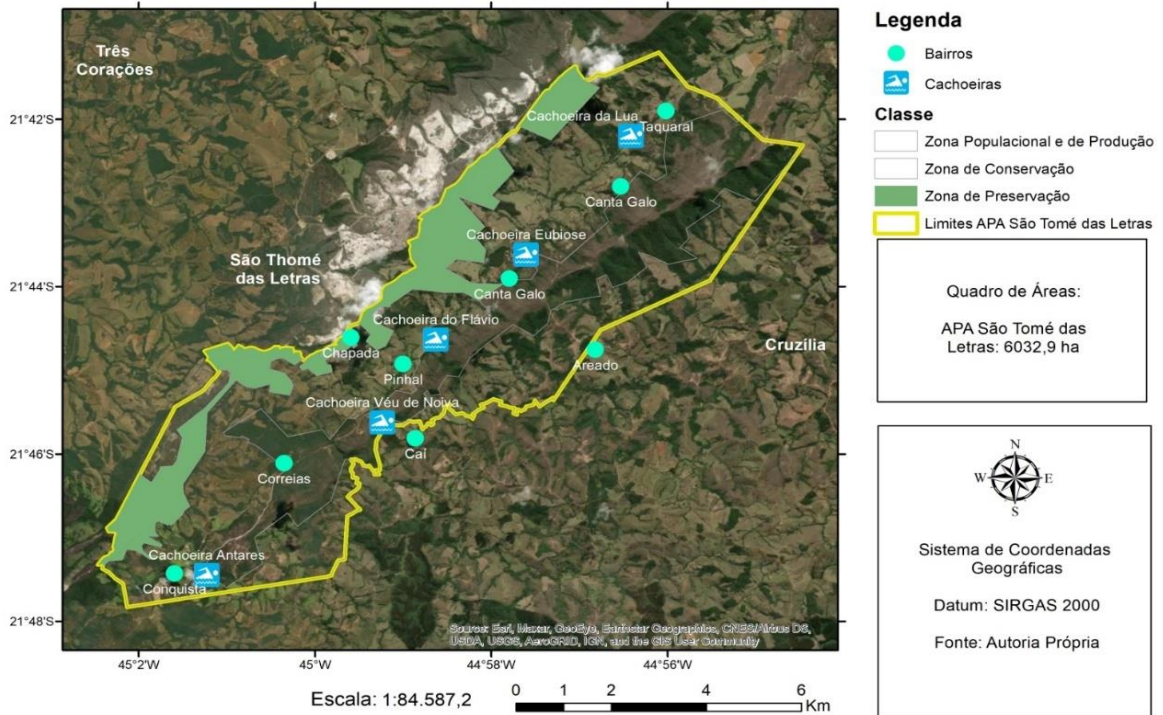 Três
Corações
21°42'S
21°44'S
21°46'S
21°48'S
Cachoeira da Lua
Taquaral
Canta Galo
Cachoeira Eubiose
Canta Galo
São Thomé
das Letras
Cachoeira do Flávio
Chapada
Pinhal
Areado
Cruzília
Cachoeira Véu de Noiva
Caí
Correias
Cachoeira Antares
Conquista
Source: Esri, Maxar, GeoEye, Earthstar Geographics, CNES/Airbus DS,
USDA, USGS, AeroGRID, IGN, and the GIS User Community
45°2'W
45°0'W
44°58'W
44°56'W
Escala: 1:84.587,2
0 1 2 4 6
Km
Legenda
Bairros
Cachoeiras
Classe
Zona Populacional e de Produção
Zona de Conservação
Zona de Preservação
Limites APA São Tomé das Letras
Quadro de Áreas:
APA São Tomé das
Letras: 6032,9 ha
N
W E
S
Sistema de Coordenadas
Geográficas
Datum: SIRGAS 2000
Fonte: Autoria Própria